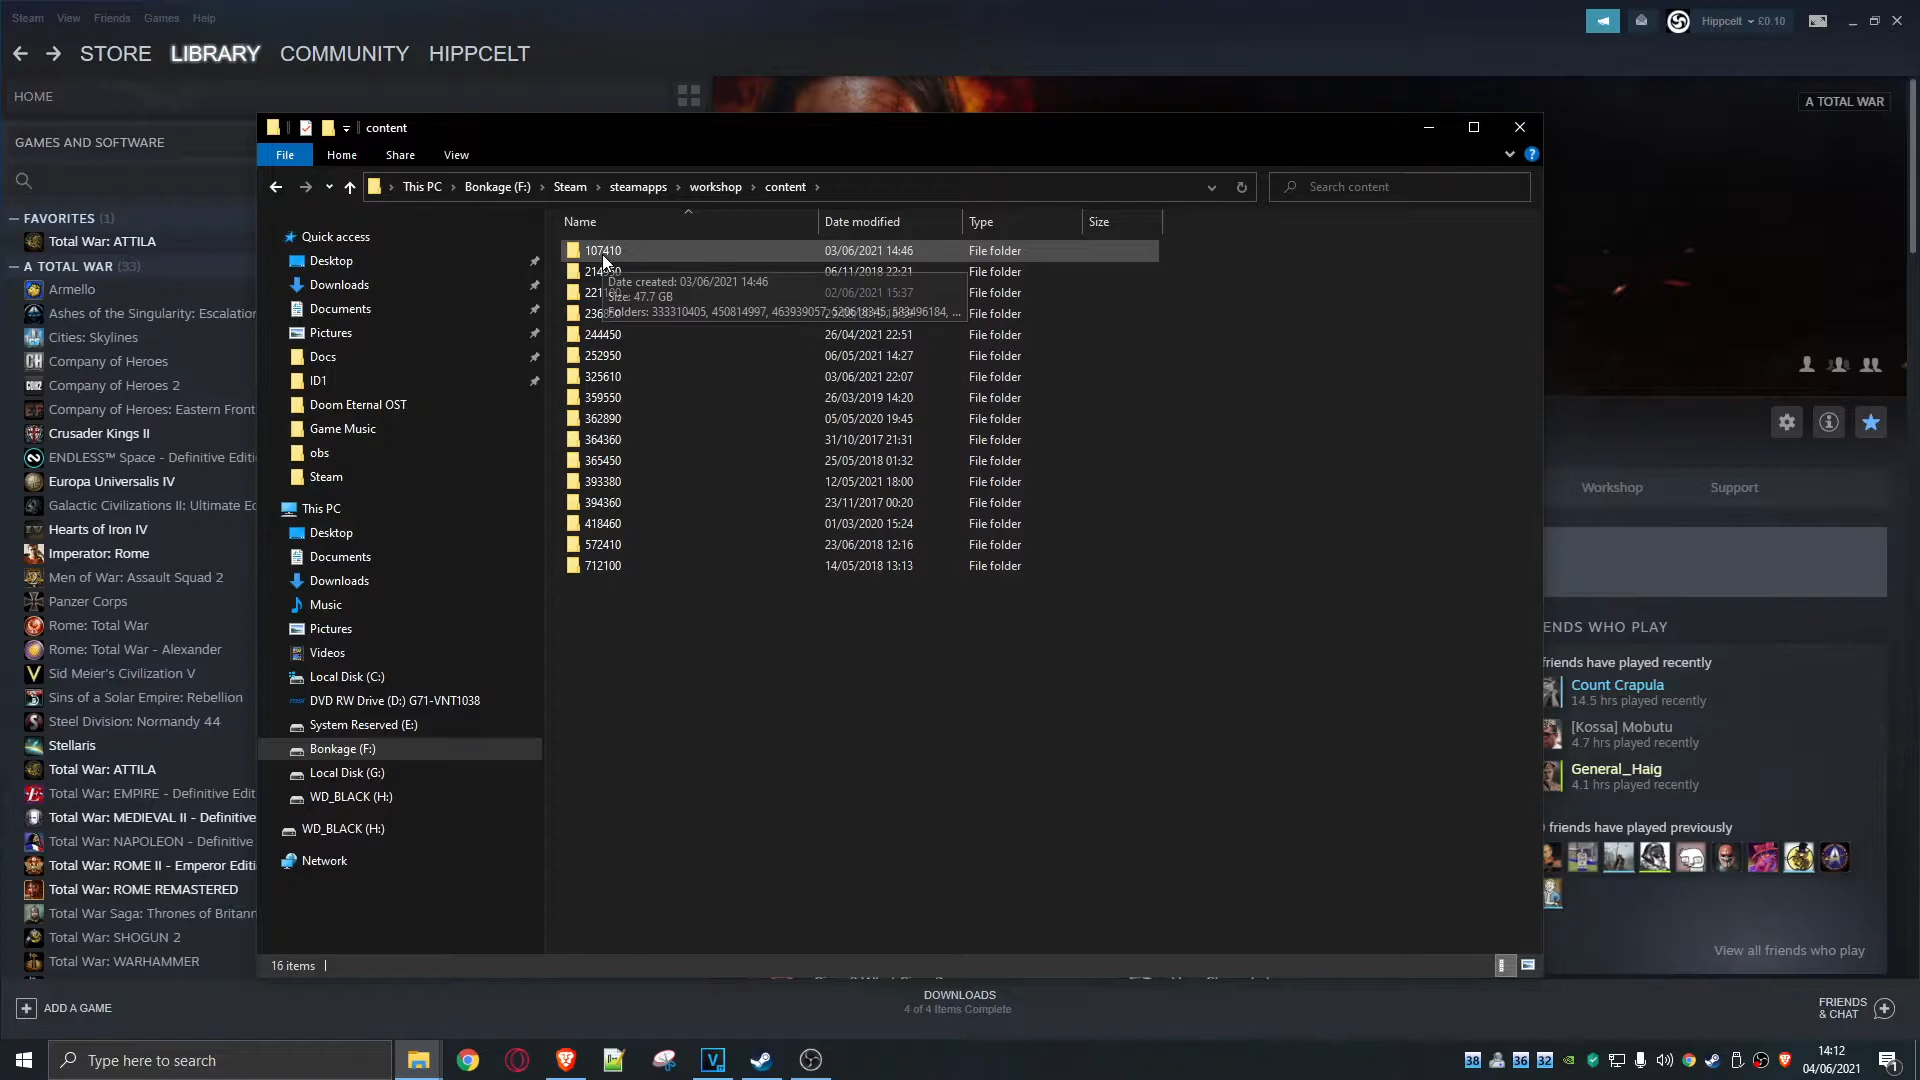 Steam View Friends Games Help
Hippcelt £0.10
STORE LIBRARY COMMUNITY HIPPCELT
HOME
A TOTAL WAR
GAMES AND SOFTWARE
FAVORITES (1)
Total War: ATTILA
A TOTAL WAR (33)
Armello
Ashes of the Singularity: Escalation
Cities: Skylines
Company of Heroes
Company of Heroes 2
Company of Heroes: Eastern Front
Crusader Kings II
ENDLESS™ Space - Definitive Editi
Europa Universalis IV
Galactic Civilizations II: Ultimate Ed
Hearts of Iron IV
Imperator: Rome
Men of War: Assault Squad 2
Panzer Corps
Rome: Total War
Rome: Total War - Alexander
Sid Meier's Civilization V
Sins of a Solar Empire: Rebellion
Steel Division: Normandy 44
Stellaris
Total War: ATTILA
Total War: EMPIRE - Definitive Edit
Total War: MEDIEVAL II - Definitive
Total War: NAPOLEON - Definitive
Total War: ROME II - Emperor Editi
Total War: ROME REMASTERED
Total War Saga: Thrones of Britann
Total War: SHOGUN 2
Total War: WARHAMMER
content
File Home Share View
This PC Bonkage (F:) Steam steamapps workshop content
Search content
Quick access
Desktop
Downloads
Documents
Pictures
Docs
ID1
Doom Eternal OST
Game Music
obs
Steam
This PC
Desktop
Documents
Downloads
Music
Pictures
Videos
Local Disk (C:)
DVD RW Drive (D:) G71-VNT1038
System Reserved (E:)
Bonkage (F:)
Local Disk (G:)
WD_BLACK (H:)
WD_BLACK (H:)
Network
Name Date modified Type Size
107410 03/06/2021 14:46 File folder
06/11/2018 22:21 File folder
02/06/2021 15:37 File folder
File folder
Date created: 03/06/2021 14:46
Size: 47.7 GB
Folders: 333310405, 450814997, 463939057, 520618345, 533496184, ...
244450 26/04/2021 22:51 File folder
252950 06/05/2021 14:27 File folder
325610 03/06/2021 22:07 File folder
359550 26/03/2019 14:20 File folder
362890 05/05/2020 19:45 File folder
364360 31/10/2017 21:31 File folder
365450 25/05/2018 01:32 File folder
393380 12/05/2021 18:00 File folder
394360 23/11/2017 00:20 File folder
418460 01/03/2020 15:24 File folder
572410 23/06/2018 12:16 File folder
712100 14/05/2018 13:13 File folder
16 items
Workshop Support
ENDS WHO PLAY
friends have played recently
Count Crapula
14.5 hrs played recently
[Kossa] Mobutu
4.7 hrs played recently
General_Haig
4.1 hrs played recently
friends have played previously
View all friends who play
ADD A GAME
DOWNLOADS
4 of 4 Items Complete
FRIENDS
& CHAT
Type here to search
38 36 32
14:12
04/06/2021
1